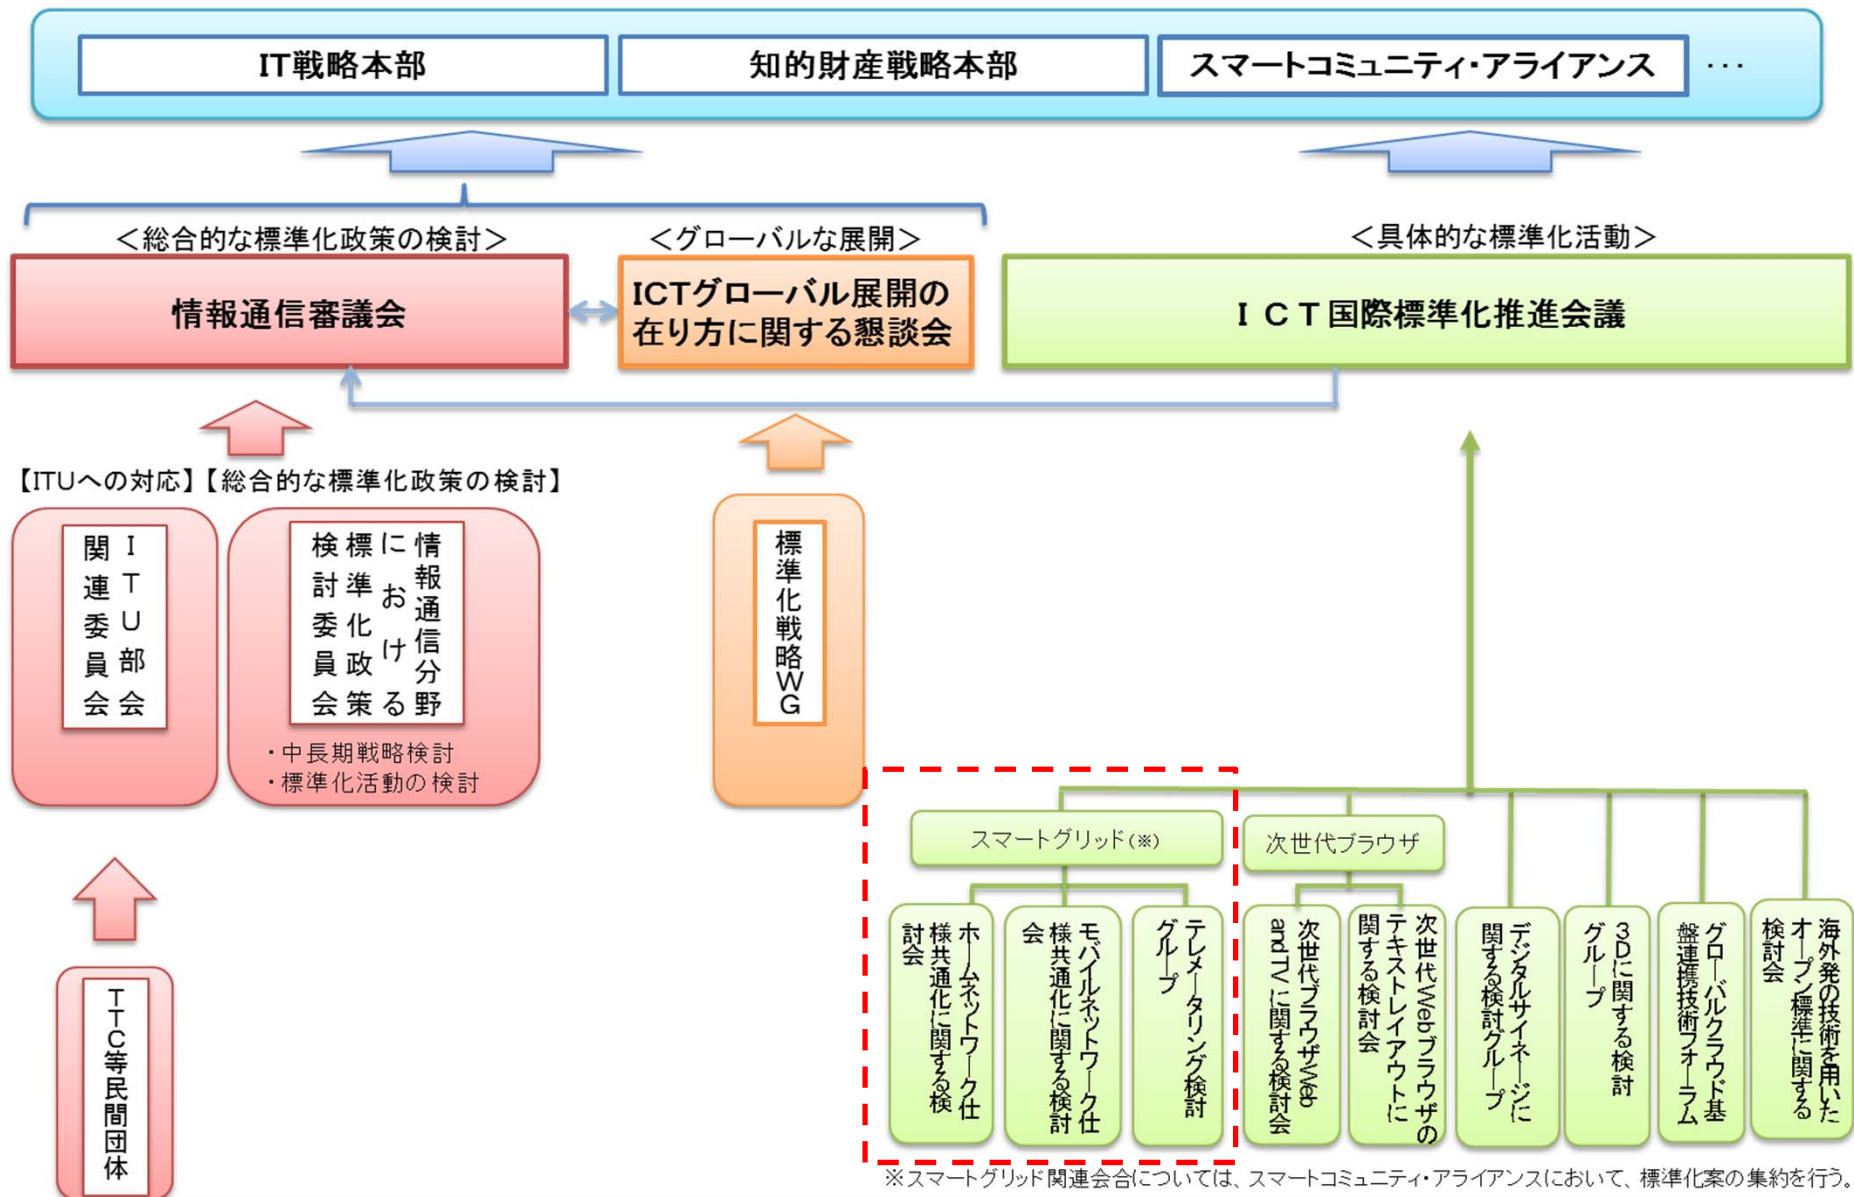 IT戦略本部
知的財産戦略本部
スマートコミュニティ・アライアンス
・・・
＜総合的な標準化政策の検討＞
＜グローバルな展開＞
＜具体的な標準化活動＞
情報通信審議会
ICTグローバル展開の
在り方に関する懇談会
ＩＣＴ国際標準化推進会議
【ITUへの対応】
【総合的な標準化政策の検討】
ＩＴＵ部会
関連委員会
情報通信分野
における
標準化政策
検討委員会
・中長期戦略検討
・標準化活動の検討
標準化戦略WG
TTC等民間団体
スマートグリッド(※)
次世代ブラウザ
ホームネットワーク仕
様共通化に関する検
討会
モバイルネットワーク仕
様共通化に関する検討
会
テレメータリング検討
グループ
次世代ブラウザWeb
and TVに関する検討会
次世代Webブラウザの
テキストレイアウトに
関する検討会
デジタルサイネージに
関する検討グループ
3Dに関する検討
グループ
グローバルクラウド基
盤連携技術フォーラム
海外発の技術を用いた
オープン標準に関する
検討会
※スマートグリッド関連会合については、スマートコミュニティ・アライアンスにおいて、標準化案の集約を行う。